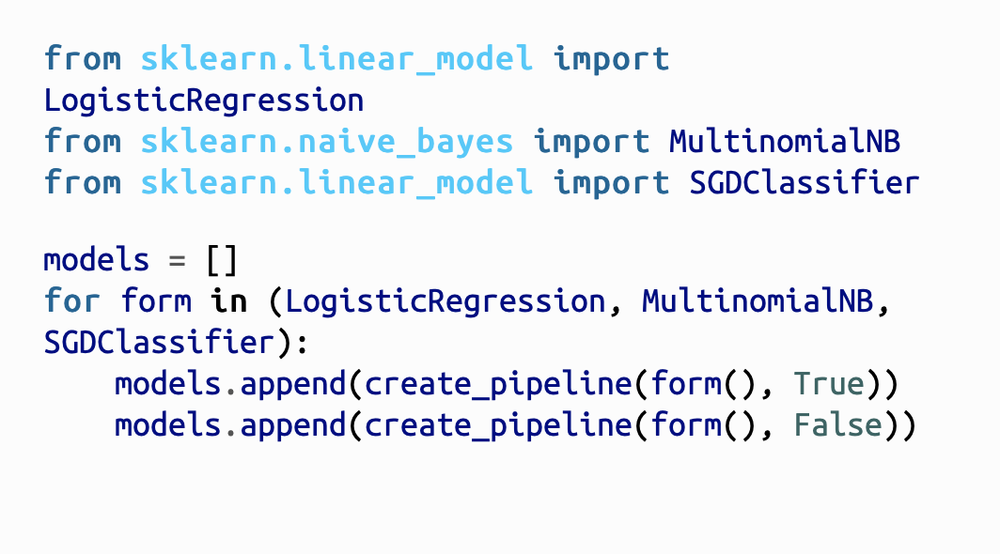 from sklearn.linear_model import
LogisticRegression
from sklearn.naive_bayes import MultinomialNB
from sklearn.linear_model import SGDClassifier

models = []
for form in (LogisticRegression, MultinomialNB,
SGDClassifier):
    models.append(create_pipeline(form(), True))
    models.append(create_pipeline(form(), False))